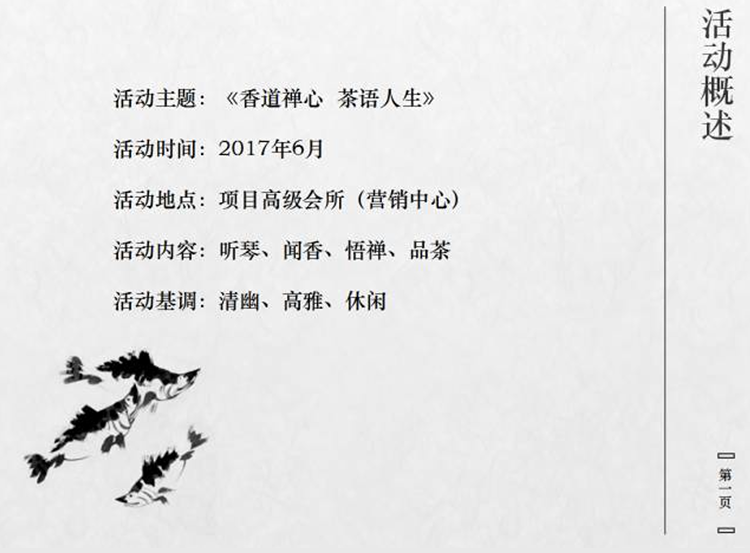 活动概述
活动主题：《香道禅心 茶语人生》
活动时间：2017年6月
活动地点：项目高级会所（营销中心）
活动内容：听琴、闻香、悟禅、品茶
活动基调：清幽、高雅、休闲
第一页